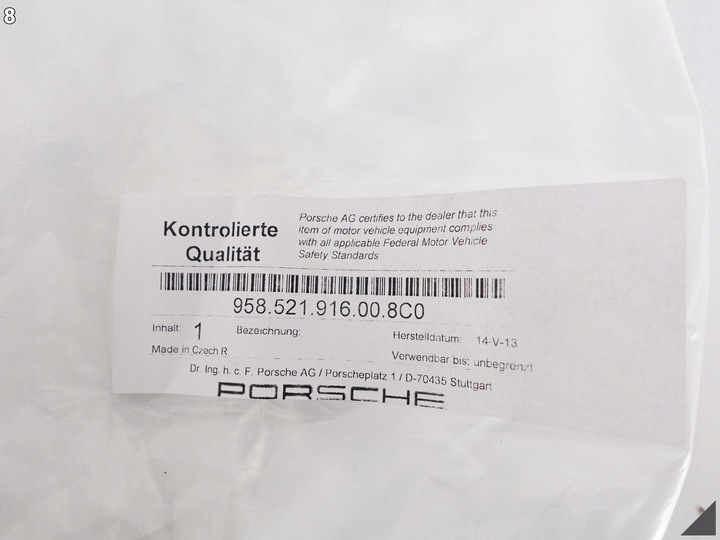 8
Kontrolierte
Qualität
Porsche AG certifies to the dealer that this
item of motor vehicle equipment complies
with all applicable Federal Motor Vehicle
Safety Standards
958.521.916.00.8C0
Inhalt: 1 Bezeichnung: Herstelldatum: 14-V-13
Made in Czech R Verwendbar bis: unbegrenzt
Dr. Ing. h. c. F. Porsche AG / Porscheplatz 1 / D-70435 Stuttgart
PORSCHE